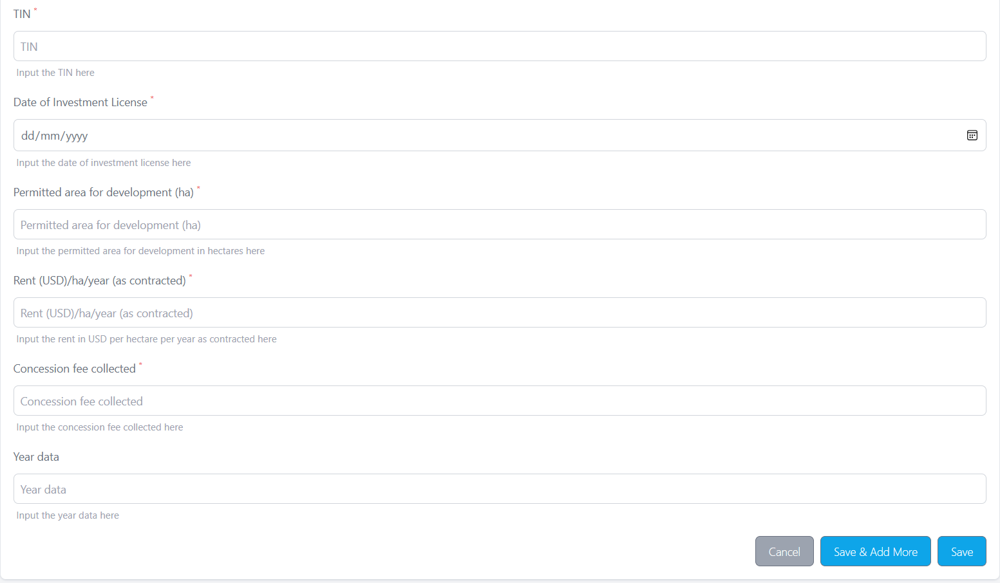 TIN *
TIN
Input the TIN here
Date of Investment License *
dd/mm/yyyy
Input the date of investment license here
Permitted area for development (ha) *
Permitted area for development (ha)
Input the permitted area for development in hectares here
Rent (USD)/ha/year (as contracted) *
Rent (USD)/ha/year (as contracted)
Input the rent in USD per hectare per year as contracted here
Concession fee collected *
Concession fee collected
Input the concession fee collected here
Year data
Year data
Input the year data here
Cancel Save & Add More Save